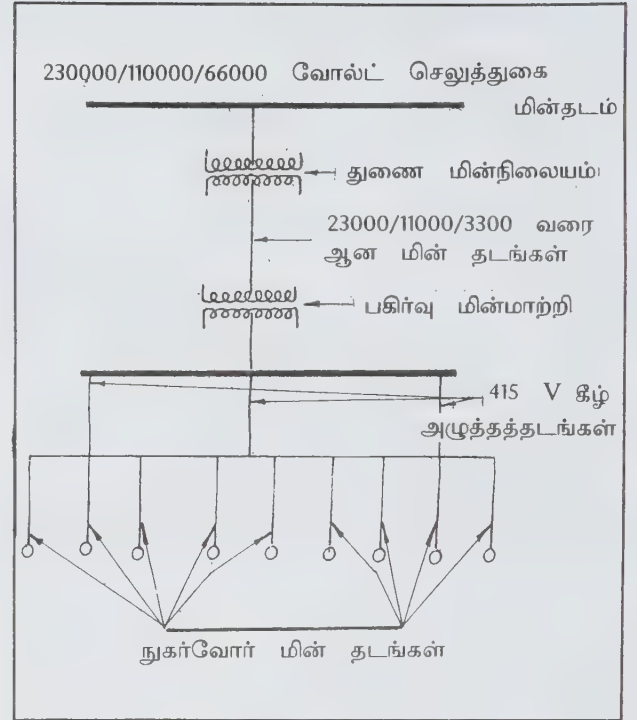 230000/110000/66000 வோல்ட் செலுத்துகை
மின்தடம்
துணை மின்நிலையம்
23000/11000/3300 வரை
ஆன மின் தடங்கள்
பகிர்வு மின்மாற்றி
415 V கீழ்
அழுத்தத்தடங்கள்
நுகர்வோர் மின் தடங்கள்